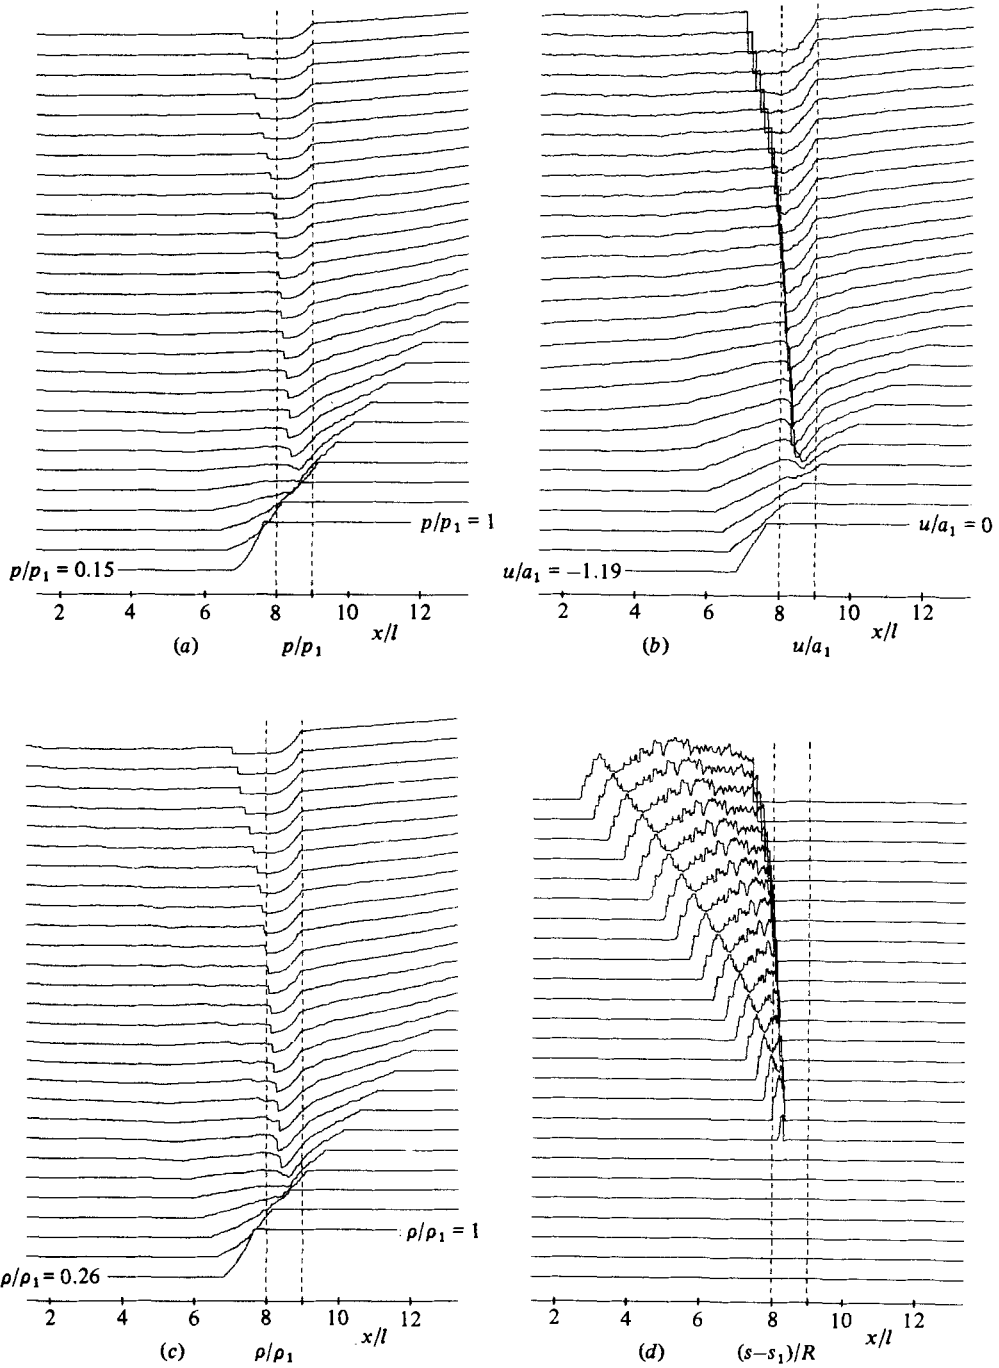 p/p₁ = 1
p/p₁ = 0.15
2 4 6 8 10 12
x/l
(a) p/p₁
u/a₁ = 0
u/a₁ = −1.19
2 4 6 8 10 12
x/l
(b) u/a₁
ρ/ρ₁ = 1
ρ/ρ₁ = 0.26
2 4 6 8 10 12
x/l
(c) ρ/ρ₁
2 4 6 8 10 12
x/l
(d) (s−s₁)/R